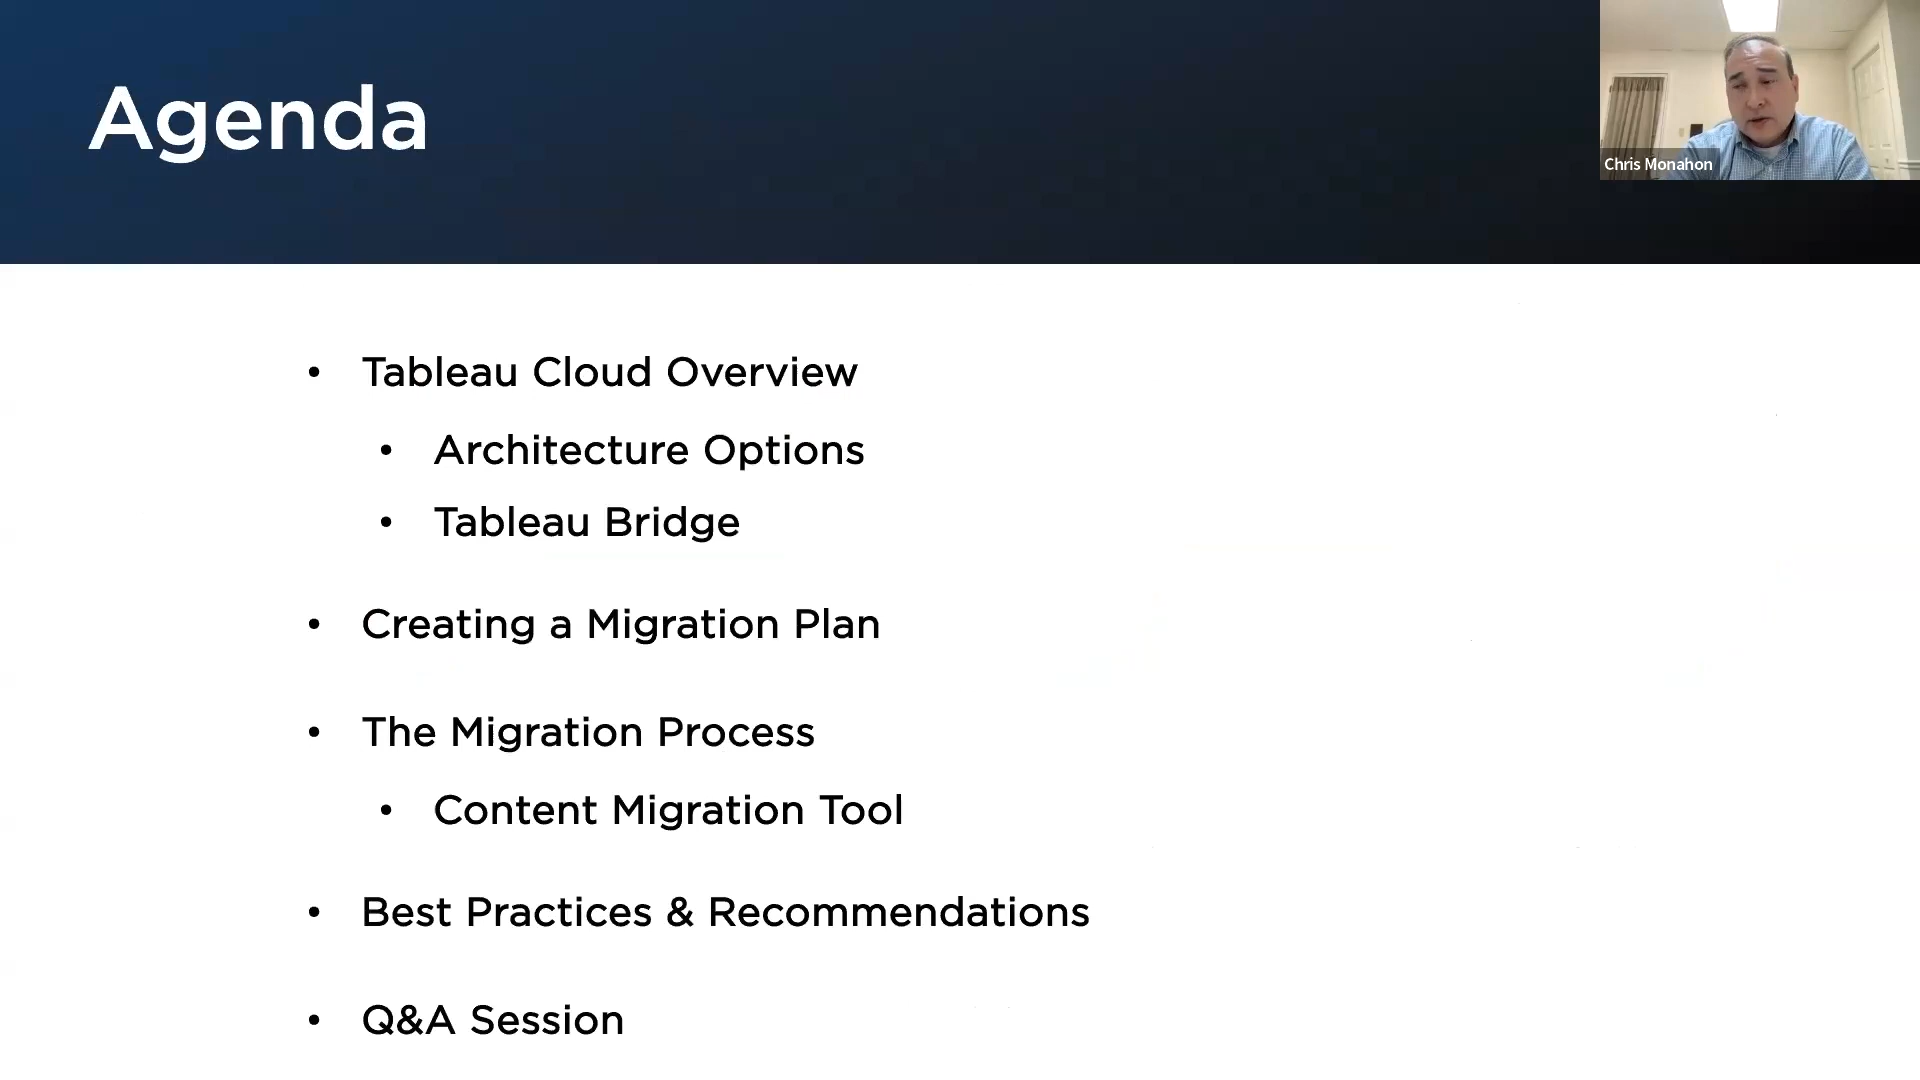 Agenda
Chris Monahon
• Tableau Cloud Overview
• Architecture Options
• Tableau Bridge
• Creating a Migration Plan
• The Migration Process
• Content Migration Tool
• Best Practices & Recommendations
• Q&A Session